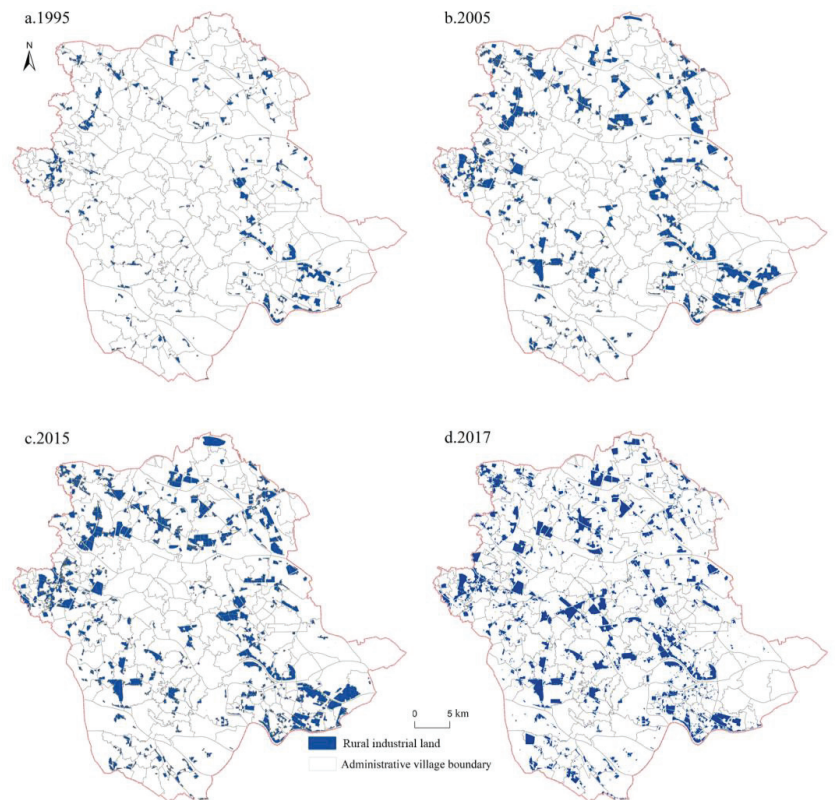 a.1995
b.2005
N
c.2015
d.2017
0 5 km
Rural industrial land
Administrative village boundary